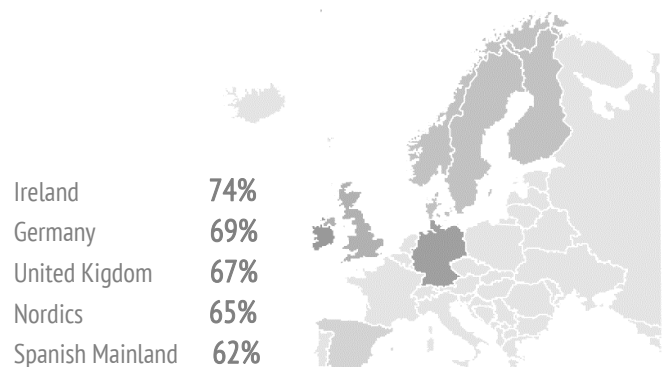 Ireland 74%
Germany 69%
United Kigdom 67%
Nordics 65%
Spanish Mainland 62%